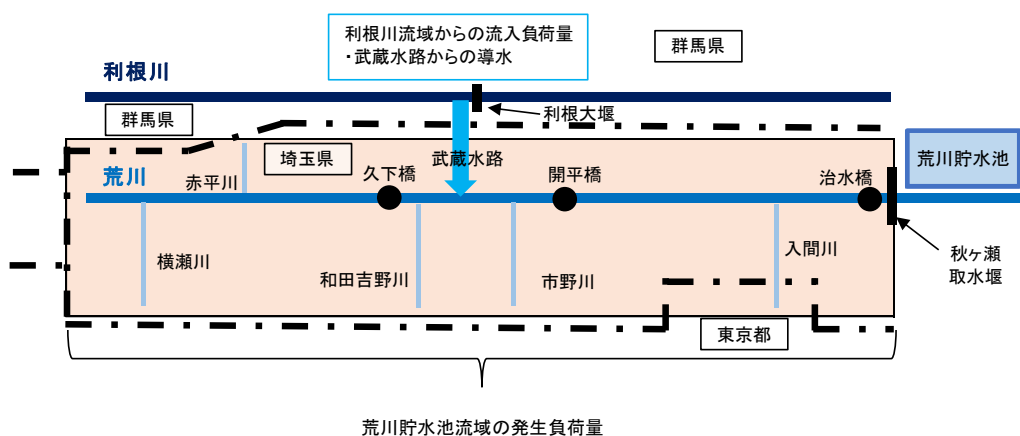 利根川流域からの流入負荷量
・武蔵水路からの導水
群馬県
利根川
群馬県
利根大堰
埼玉県
武蔵水路
荒川貯水池
荒川
赤平川
久下橋
開平橋
治水橋
横瀬川
和田吉野川
市野川
入間川
秋ヶ瀬
取水堰
東京都
荒川貯水池流域の発生負荷量